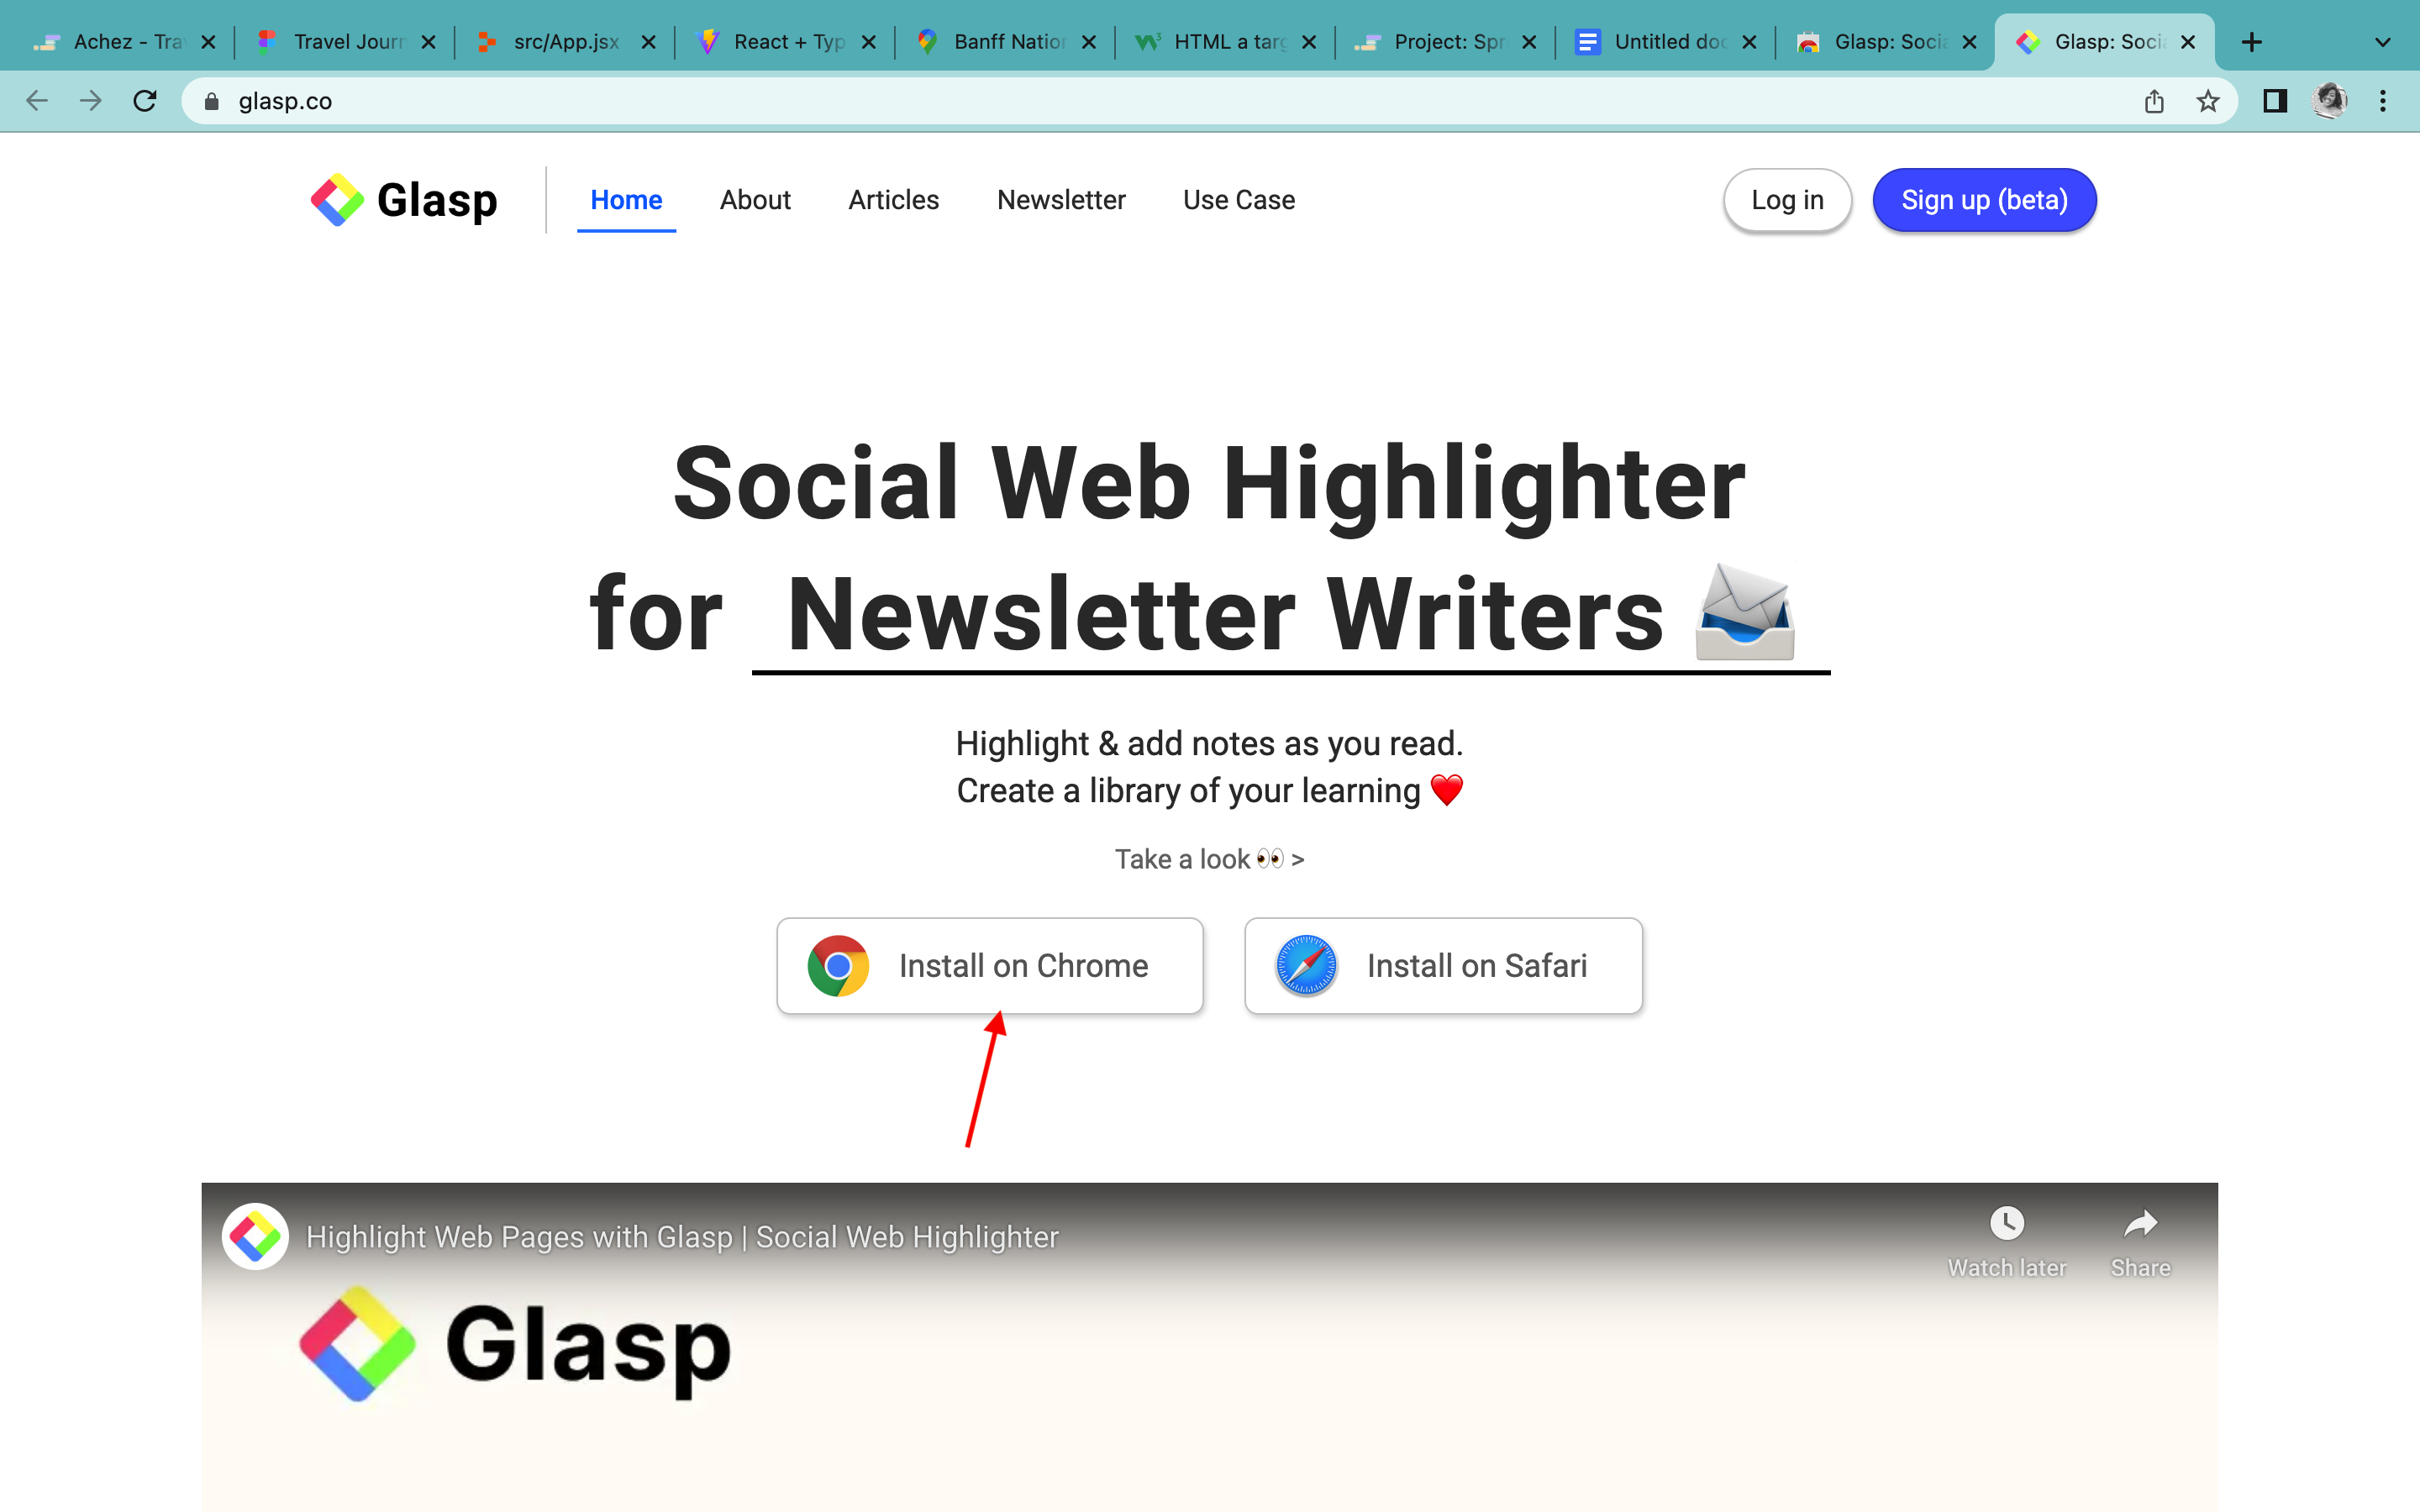 Achez - Tra
Travel Journ
src/App.jsx
React + Typ
Banff Nation
HTML a targ
Project: Spr
Untitled doc
Glasp: Socia
Glasp: Socia
glasp.co
Glasp
Home
About
Articles
Newsletter
Use Case
Log in
Sign up (beta)
Social Web Highlighter
for Newsletter Writers
Highlight & add notes as you read.
Create a library of your learning ❤️
Take a look 👀 >
Install on Chrome
Install on Safari
Highlight Web Pages with Glasp | Social Web Highlighter
Watch later
Share
Glasp